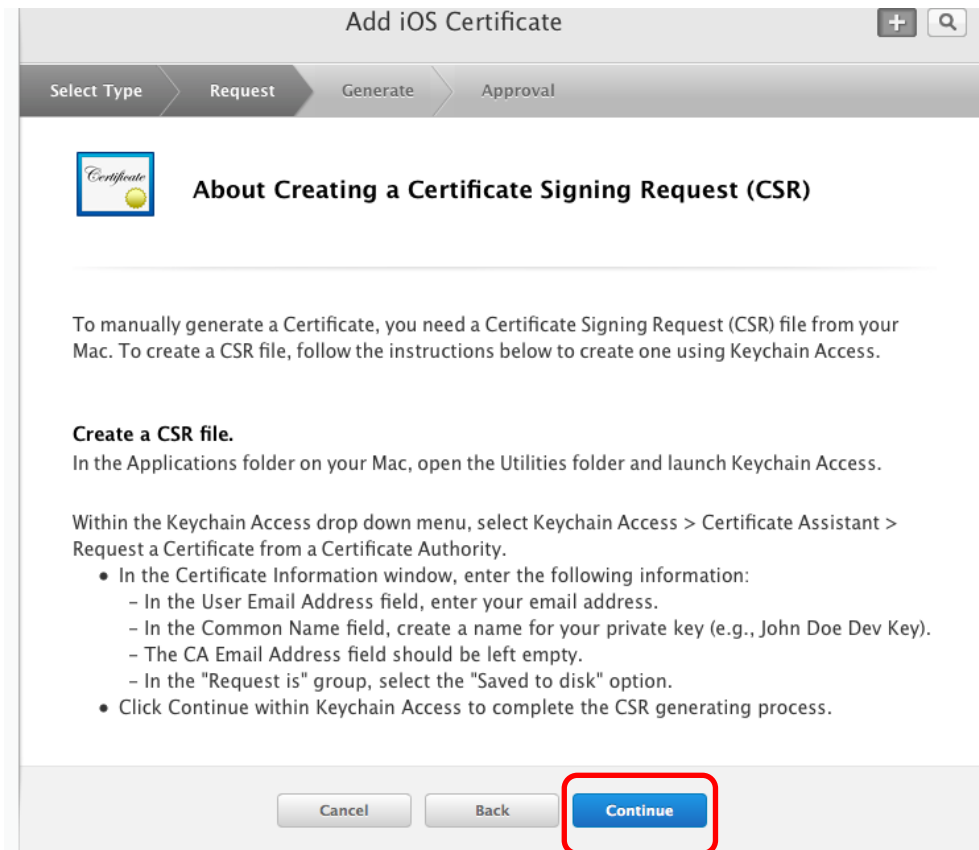 Add iOS Certificate
Select Type Request Generate Approval
Certificate
About Creating a Certificate Signing Request (CSR)
To manually generate a Certificate, you need a Certificate Signing Request (CSR) file from your
Mac. To create a CSR file, follow the instructions below to create one using Keychain Access.
Create a CSR file.
In the Applications folder on your Mac, open the Utilities folder and launch Keychain Access.
Within the Keychain Access drop down menu, select Keychain Access > Certificate Assistant >
Request a Certificate from a Certificate Authority.
• In the Certificate Information window, enter the following information:
– In the User Email Address field, enter your email address.
– In the Common Name field, create a name for your private key (e.g., John Doe Dev Key).
– The CA Email Address field should be left empty.
– In the "Request is" group, select the "Saved to disk" option.
• Click Continue within Keychain Access to complete the CSR generating process.
Cancel Back Continue